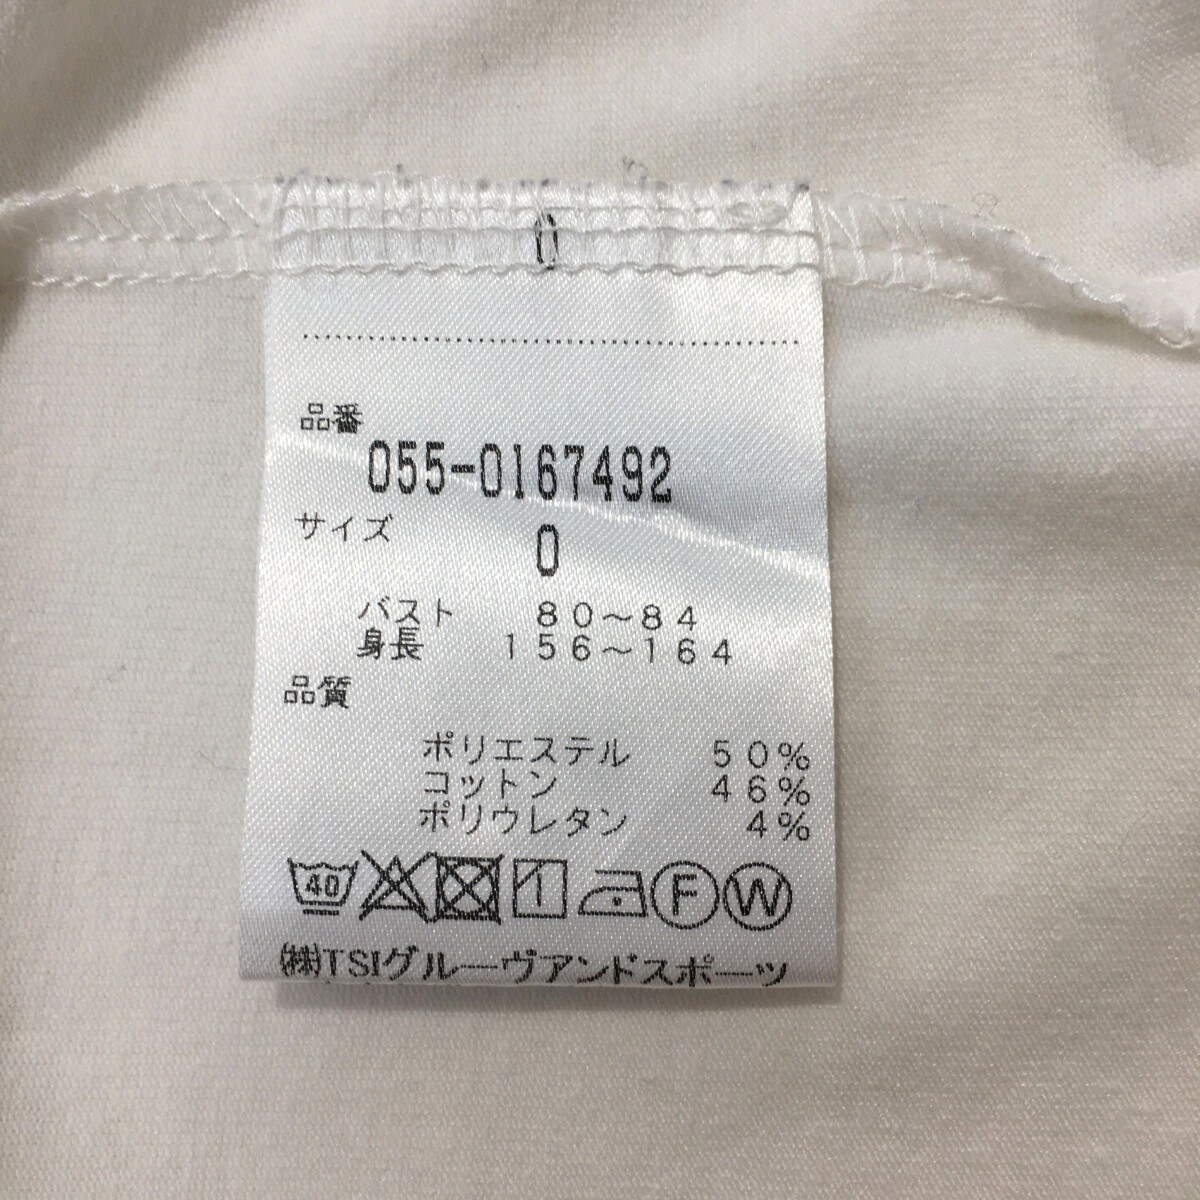 0
品番
055-0167492
サイズ
0
バスト 80～84
身長 156～164
品質
ポリエステル 50%
コットン 46%
ポリウレタン 4%
40 F W
㈱TSIグルーヴアンドスポーツ